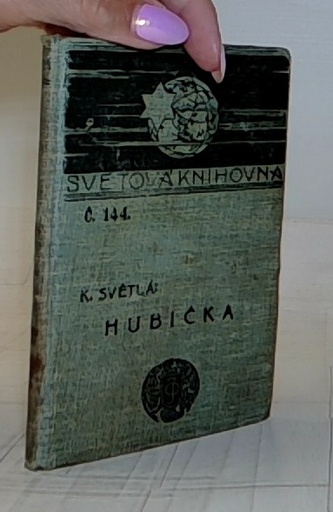 SVĚTOVÁ KNIHOVNA
Č. 144.
K. SVĚTLÁ:
HUBIČKA